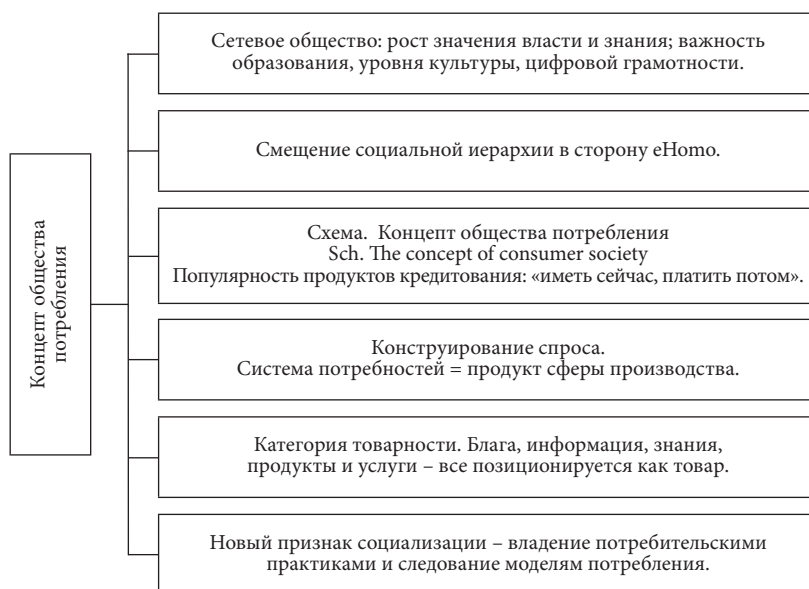 Концепт общества
потребления
Сетевое общество: рост значения власти и знания; важность
образования, уровня культуры, цифровой грамотности.
Смещение социальной иерархии в сторону eHomo.
Схема. Концепт общества потребления
Sch. The concept of consumer society
Популярность продуктов кредитования: «иметь сейчас, платить потом».
Конструирование спроса.
Система потребностей = продукт сферы производства.
Категория товарности. Блага, информация, знания,
продукты и услуги – все позиционируется как товар.
Новый признак социализации – владение потребительскими
практиками и следование моделям потребления.